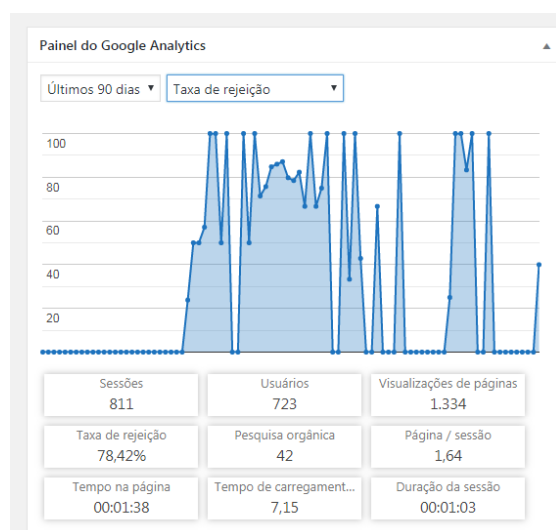 Painel do Google Analytics
Últimos 90 dias
Taxa de rejeição
100
80
60
40
20
Sessões
Usuários
Visualizações de páginas
811
723
1.334
Taxa de rejeição
Pesquisa orgânica
Página / sessão
78,42%
42
1,64
Tempo na página
Tempo de carregament...
Duração da sessão
00:01:38
7,15
00:01:03